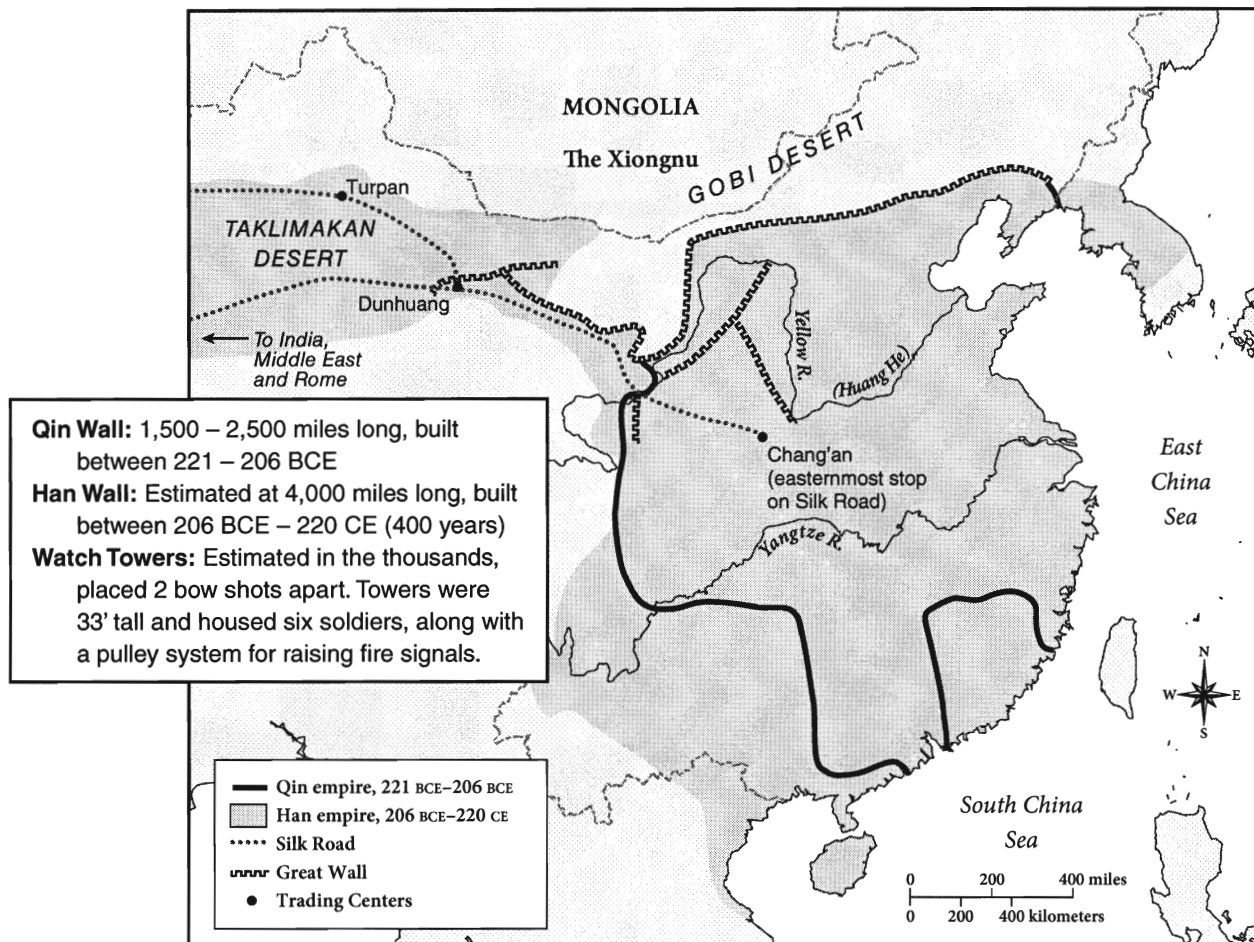 MONGOLIA
The Xiongnu
GOBI DESERT
Turpan
TAKLIMAKAN
DESERT
Dunhuang
To India,
Middle East
and Rome
Yellow R.
(Huang He)
Qin Wall: 1,500 – 2,500 miles long, built
between 221 – 206 BCE
Han Wall: Estimated at 4,000 miles long, built
between 206 BCE – 220 CE (400 years)
Watch Towers: Estimated in the thousands,
placed 2 bow shots apart. Towers were
33' tall and housed six soldiers, along with
a pulley system for raising fire signals.
Chang'an
(easternmost stop
on Silk Road)
East
China
Sea
Yangtze R.
N
W
E
S
Qin empire, 221 BCE–206 BCE
Han empire, 206 BCE–220 CE
Silk Road
Great Wall
Trading Centers
South China
Sea
0 200 400 miles
0 200 400 kilometers